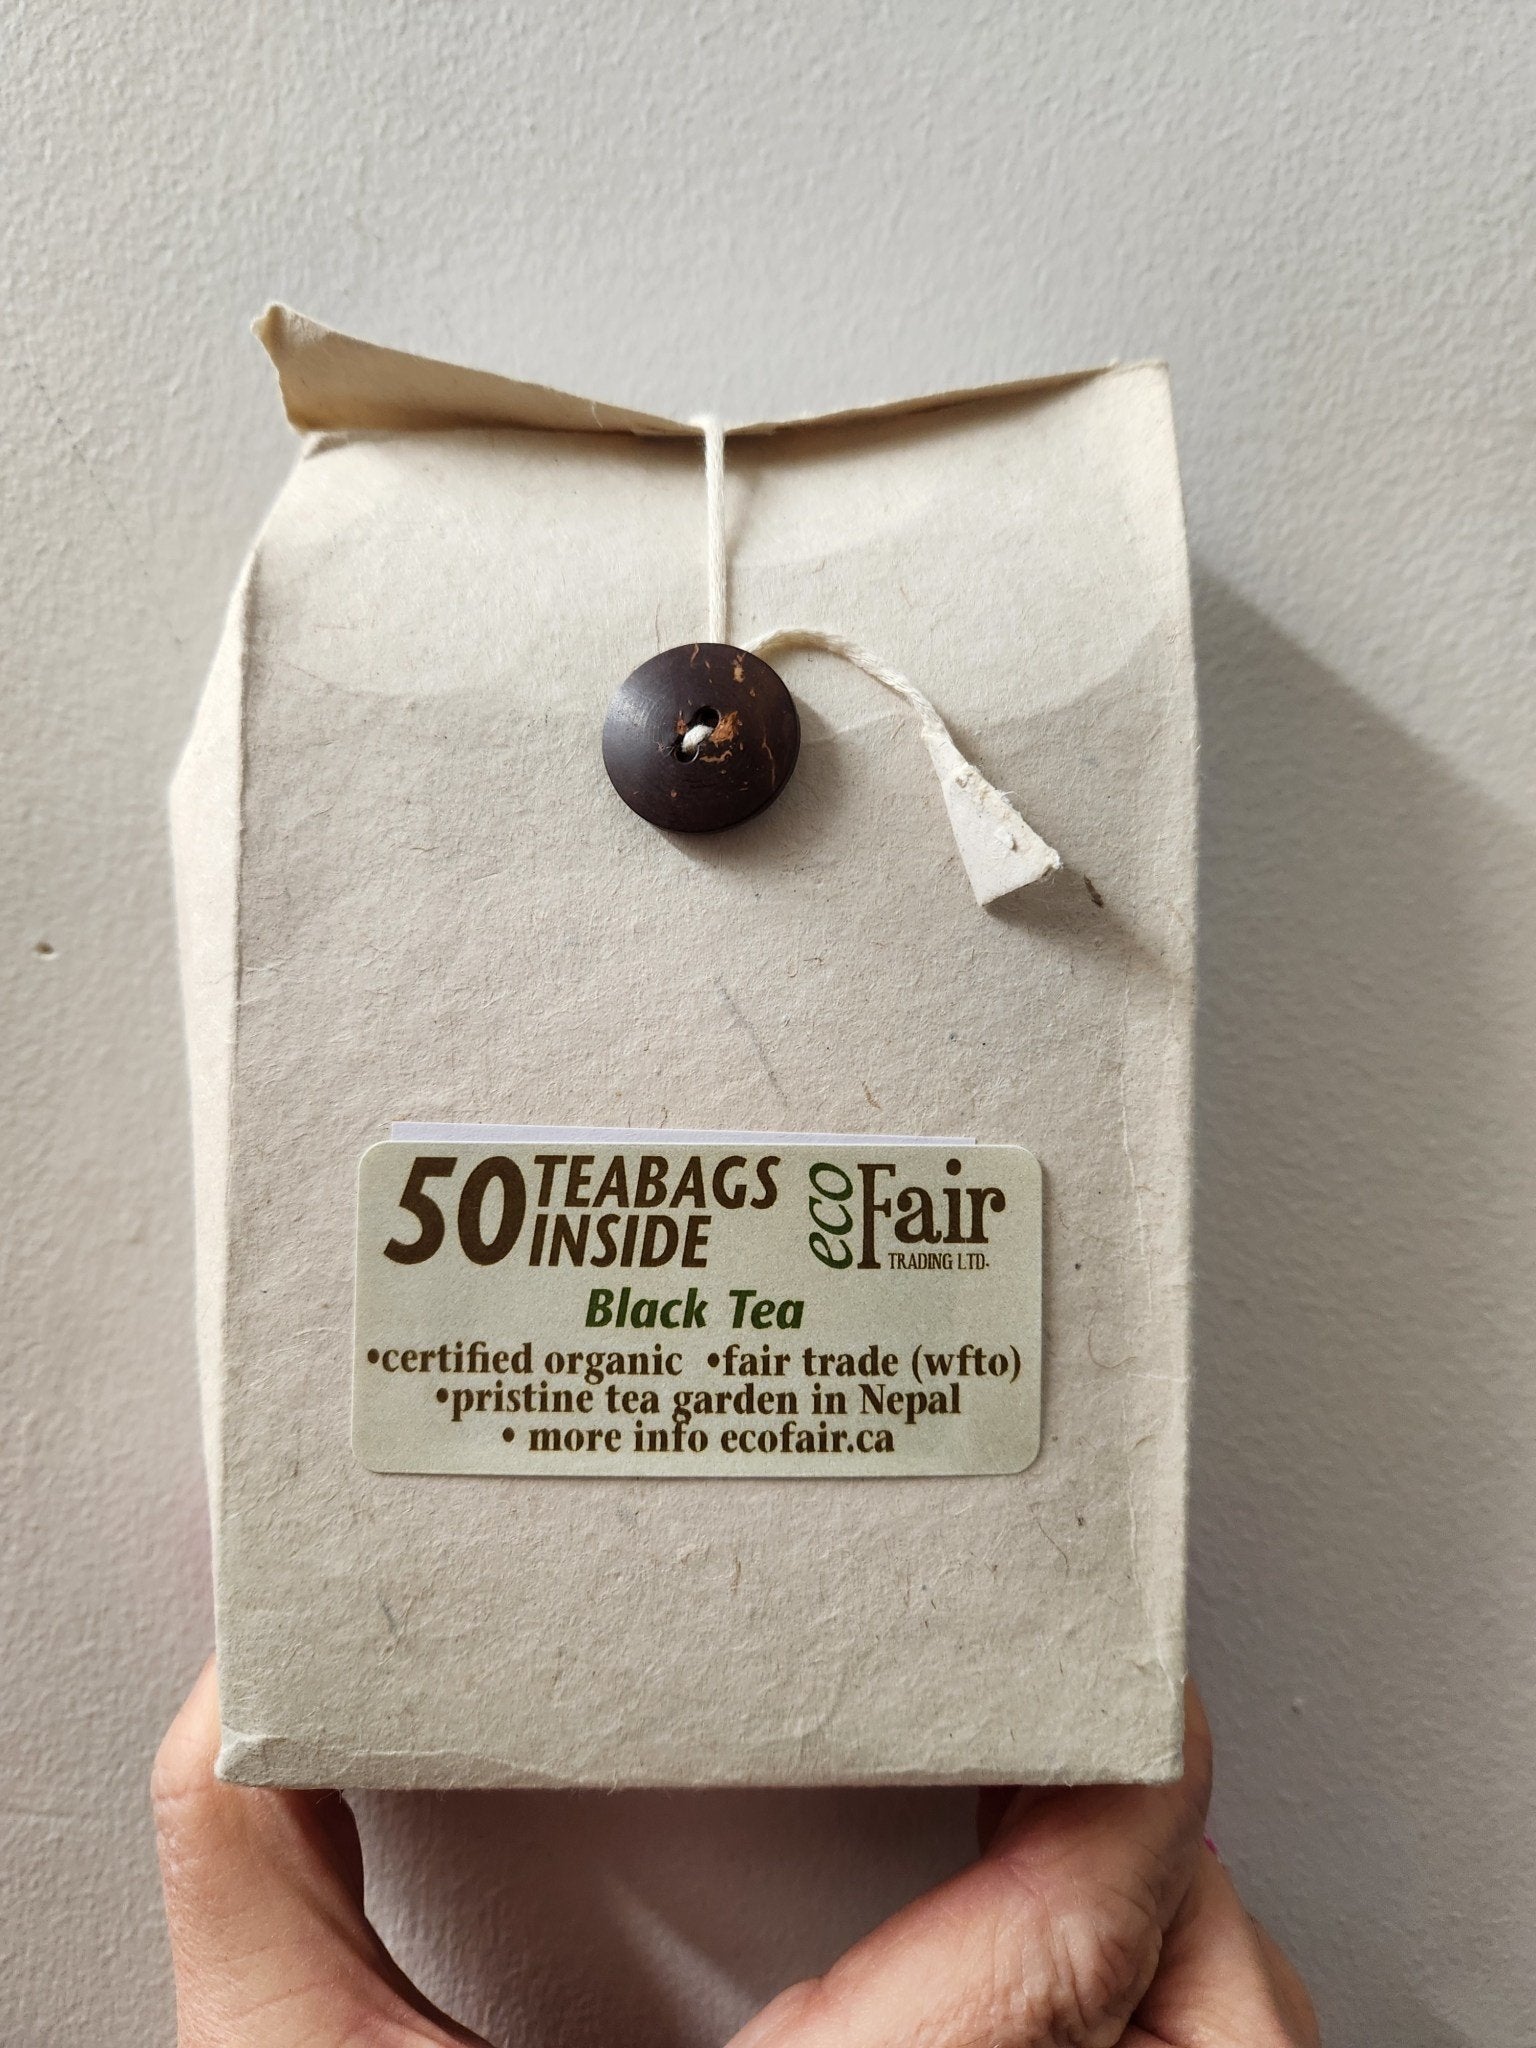 50 TEABAGS
INSIDE
eco Fair
TRADING LTD.
Black Tea
•certified organic •fair trade (wfto)
•pristine tea garden in Nepal
• more info ecofair.ca